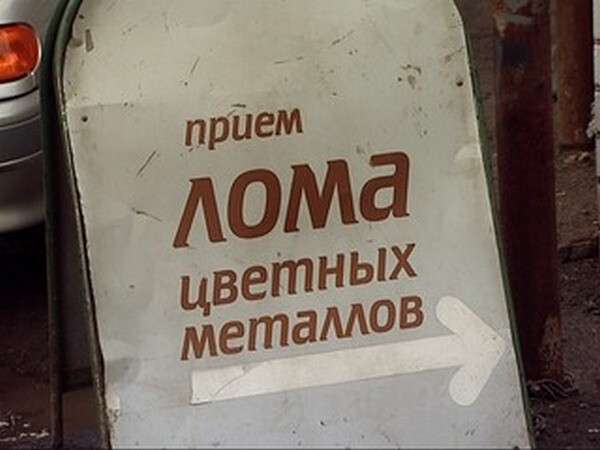 прием
лома
цветных
металлов